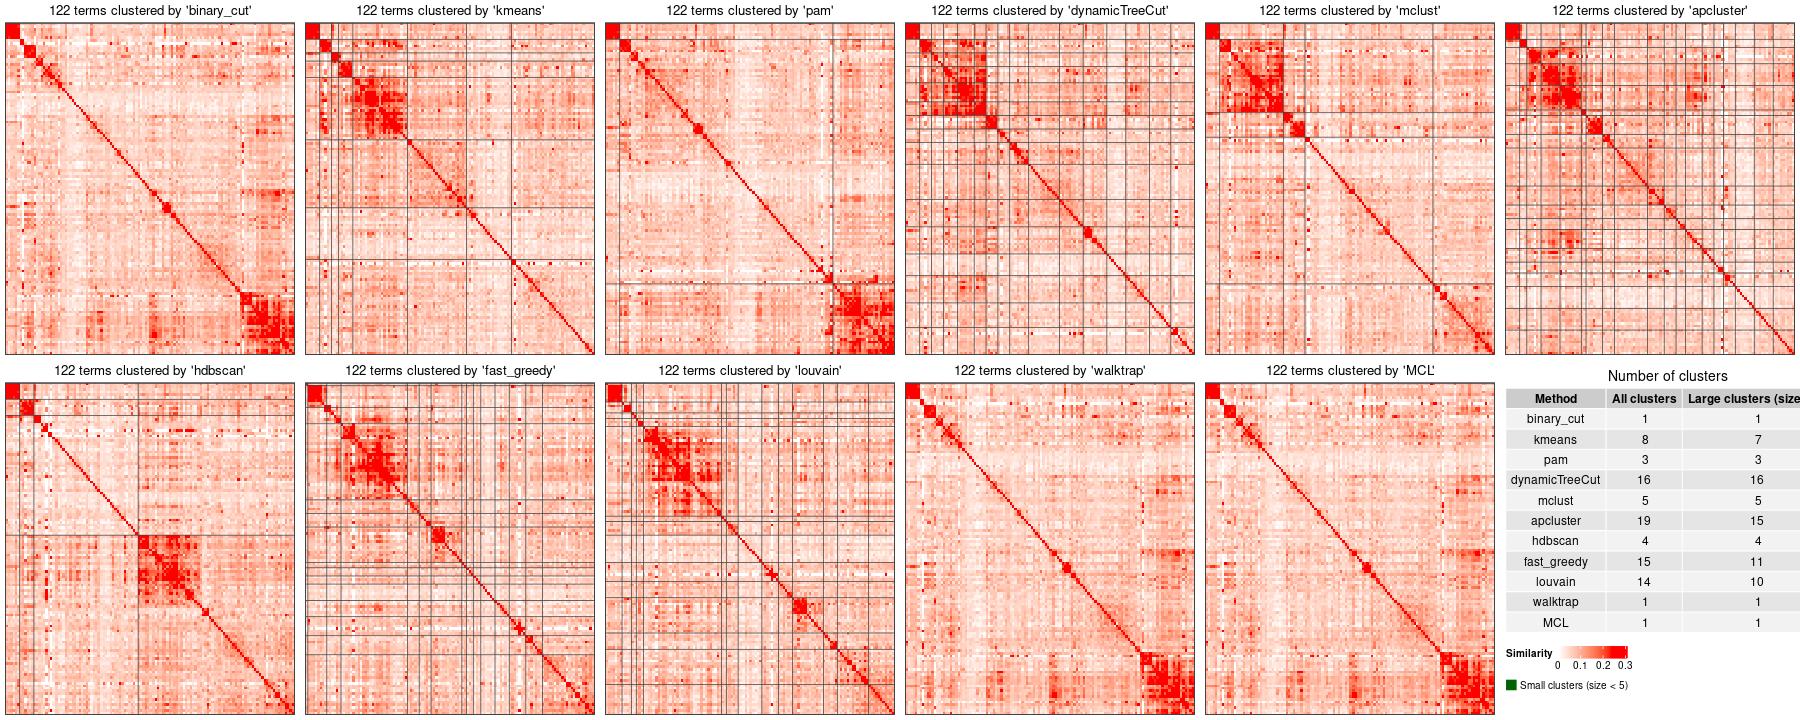 122 terms clustered by 'binary_cut'
122 terms clustered by 'kmeans'
122 terms clustered by 'pam'
122 terms clustered by 'dynamicTreeCut'
122 terms clustered by 'mclust'
122 terms clustered by 'apcluster'
122 terms clustered by 'hdbscan'
122 terms clustered by 'fast_greedy'
122 terms clustered by 'louvain'
122 terms clustered by 'walktrap'
122 terms clustered by 'MCL'
Number of clusters
Method All clusters Large clusters (size
binary_cut 1 1
kmeans 8 7
pam 3 3
dynamicTreeCut 16 16
mclust 5 5
apcluster 19 15
hdbscan 4 4
fast_greedy 15 11
louvain 14 10
walktrap 1 1
MCL 1 1
Similarity
0 0.1 0.2 0.3
Small clusters (size < 5)